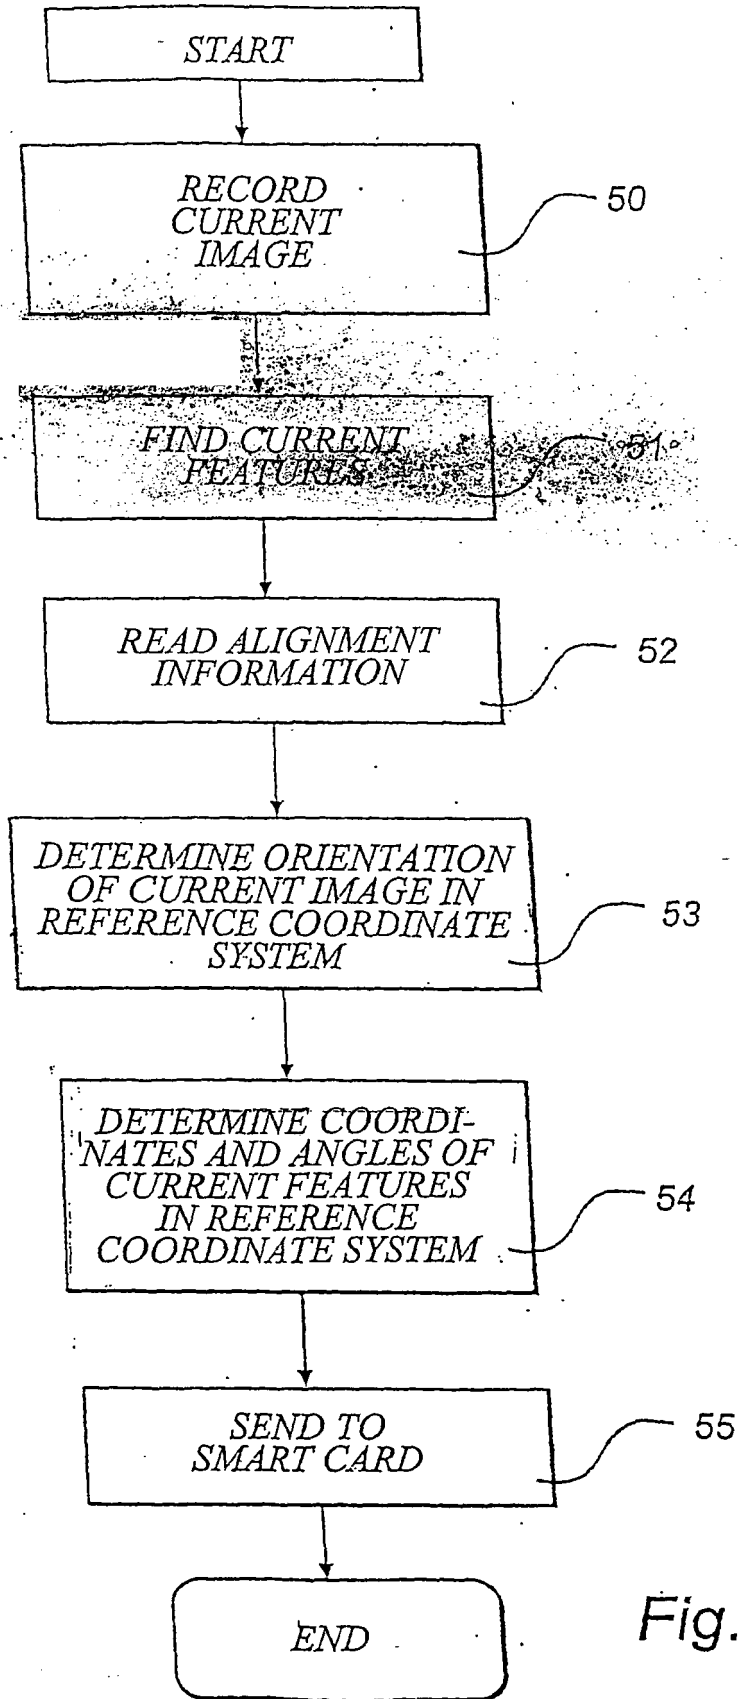 START
RECORD
CURRENT
IMAGE
50
FIND CURRENT
FEATURES
51
READ ALIGNMENT
INFORMATION
52
DETERMINE ORIENTATION
OF CURRENT IMAGE IN
REFERENCE COORDINATE
SYSTEM
53
DETERMINE COORDI-
NATES AND ANGLES OF
CURRENT FEATURES
IN REFERENCE
COORDINATE SYSTEM
54
SEND TO
SMART CARD
55
END
Fig.